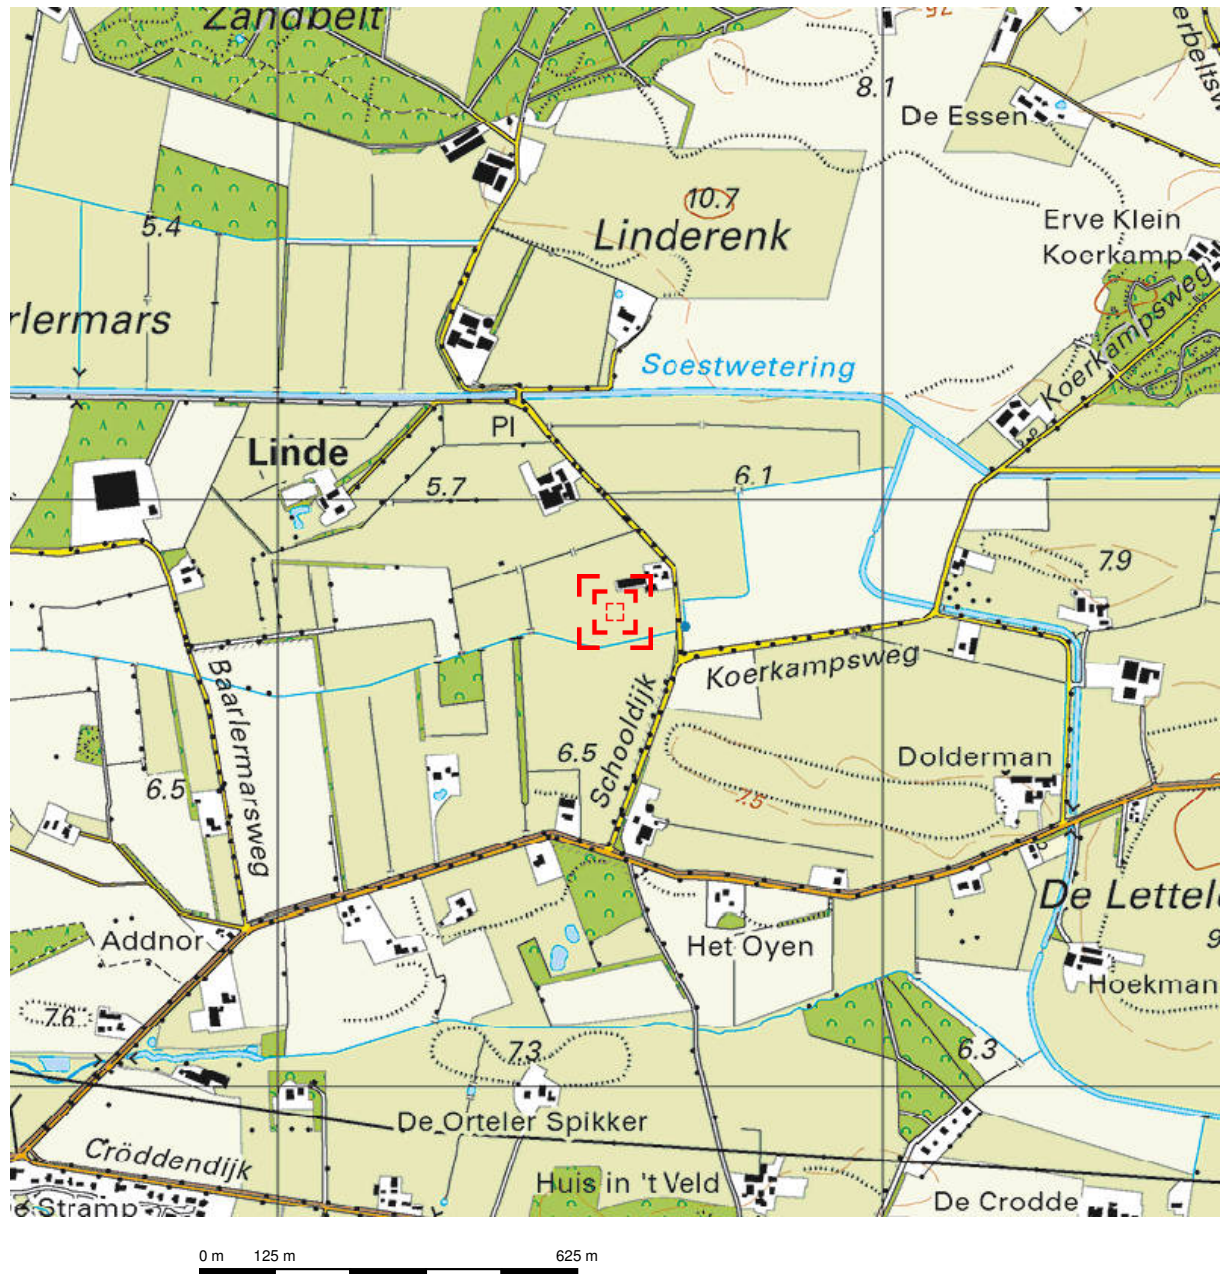 Zandbelt
76
8.1
De Essen
10.7
5.4
Linderenk
Erve Klein
Koerkamp
rlermars
Soestwetering
Koerkampsweg
Pl
Linde
5.7
6.1
7.9
Baarlermarsweg
Koerkampsweg
Schooldijk
6.5
6.5
7.5
Dolderman
De Lettel
Addnor
Het Oyen
9
Hoekman
7.6
7.3
6.3
De Orteler Spikker
Cröddendijk
Huis in 't Veld
De Crodde
e Stramp
0 m 125 m 625 m